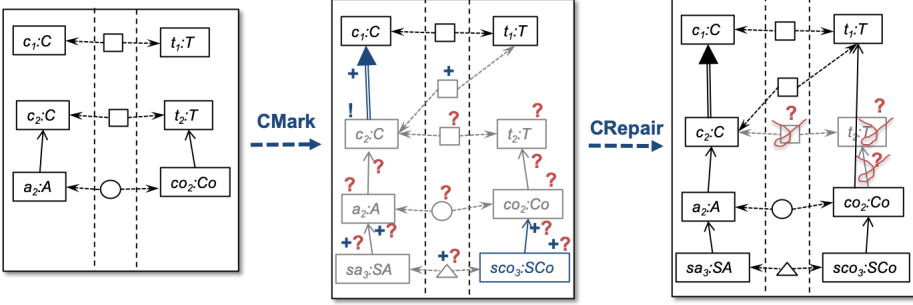 c₁:C t₁:T
c₂:C t₂:T
a₂:A co₂:Co
CMark
c₁:C t₁:T
+ +
! ? ?
c₂:C t₂:T
? ?
? ?
a₂:A co₂:Co
+? +? +? +? +?
sa₃:SA sco₃:SCo
CRepair
c₁:C t₁:T
? ?
c₂:C t₂:T
?
a₂:A co₂:Co
sa₃:SA sco₃:SCo